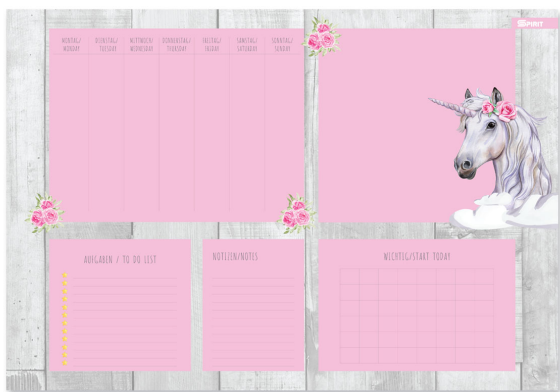 SPIRIT
MONTAG/
MONDAY
DIENSTAG/
TUESDAY
MITTWOCH/
WEDNESDAY
DONNERSTAG/
THURSDAY
FREITAG/
FRIDAY
SAMSTAG/
SATURDAY
SONNTAG/
SUNDAY
AUFGABEN / TO DO LIST
NOTIZEN/NOTES
WICHTIG/START TODAY